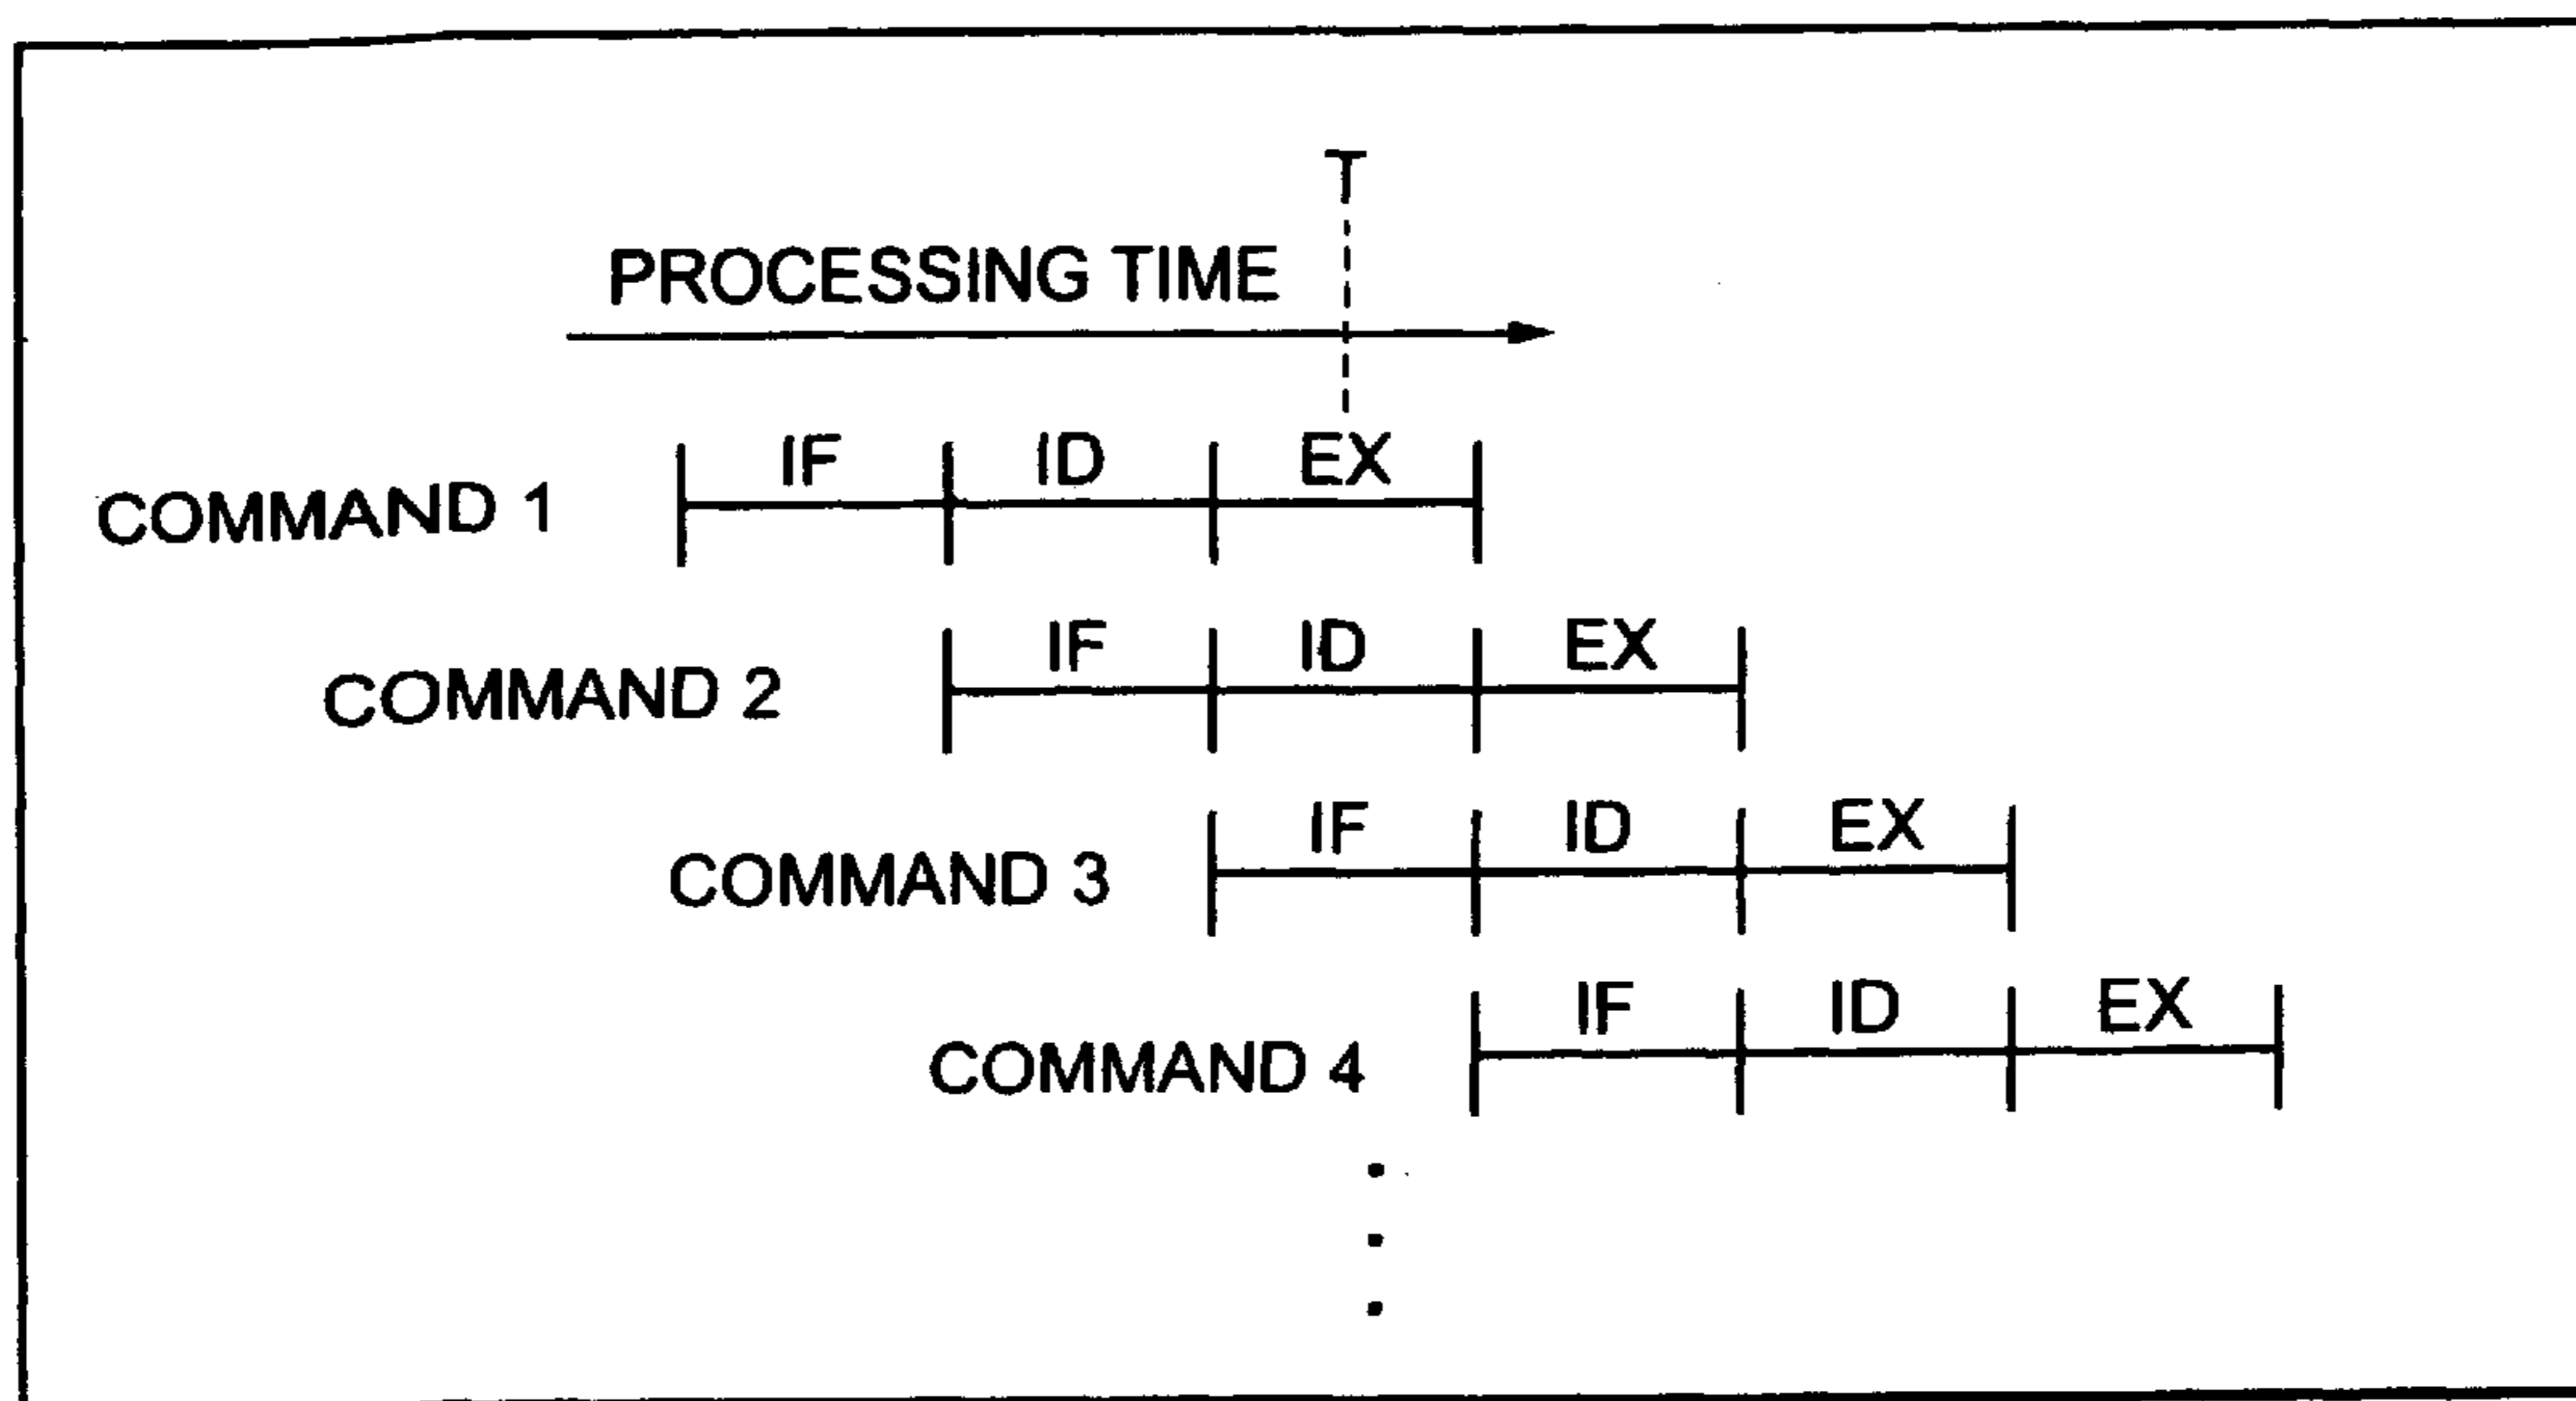 T
PROCESSING TIME
IF ID EX
COMMAND 1
IF ID EX
COMMAND 2
IF ID EX
COMMAND 3
IF ID EX
COMMAND 4